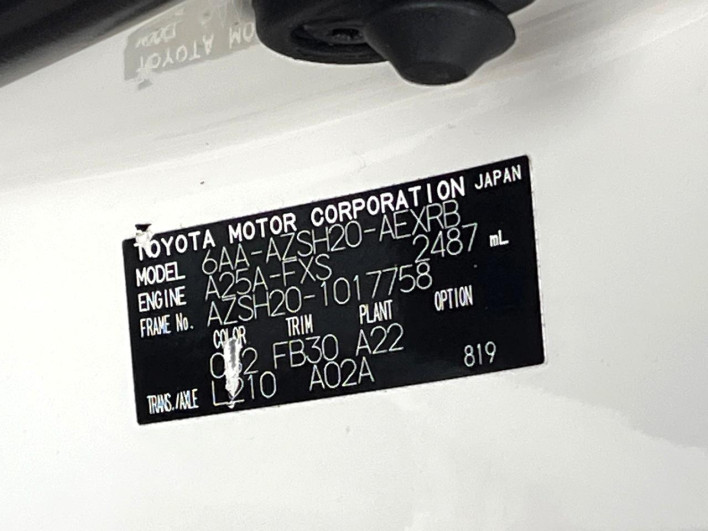 TOYOTA MOTOR CORPORATION JAPAN
MODEL 6AA-AZSH20-AEXRB
ENGINE A25A-FXS 2487 mL
FRAME No. AZSH20-1017758
COLOR TRIM PLANT OPTION
FB30 A22
TRANS./AXLE L210 A02A 819